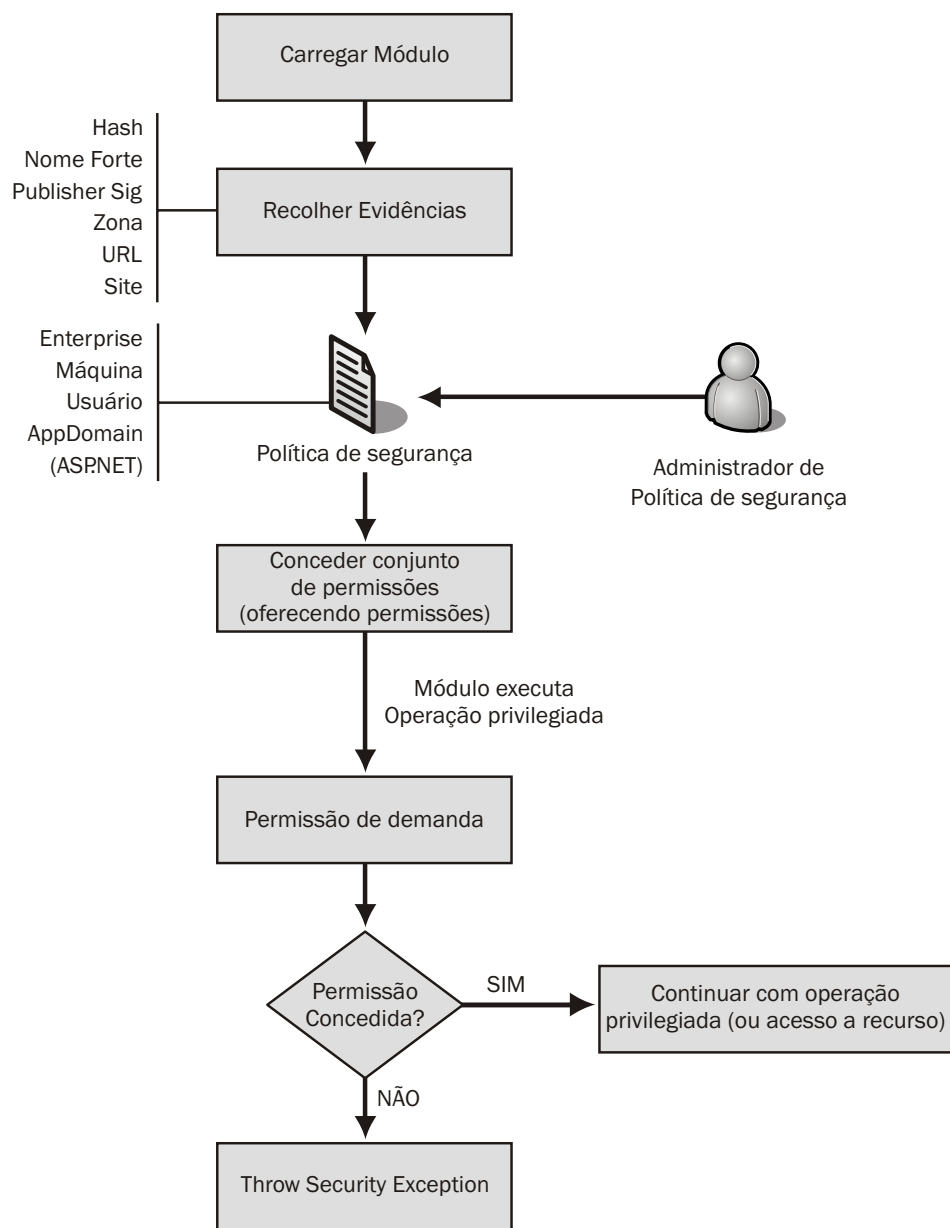 Carregar Módulo
Hash
Nome Forte
Publisher Sig
Zona
URL
Site
Recolher Evidências
Enterprise
Máquina
Usuário
AppDomain
(ASP.NET)
Política de segurança
Administrador de
Política de segurança
Conceder conjunto
de permissões
(oferecendo permissões)
Módulo executa
Operação privilegiada
Permissão de demanda
Permissão
Concedida?
SIM
Continuar com operação
privilegiada (ou acesso a recurso)
NÃO
Throw Security Exception